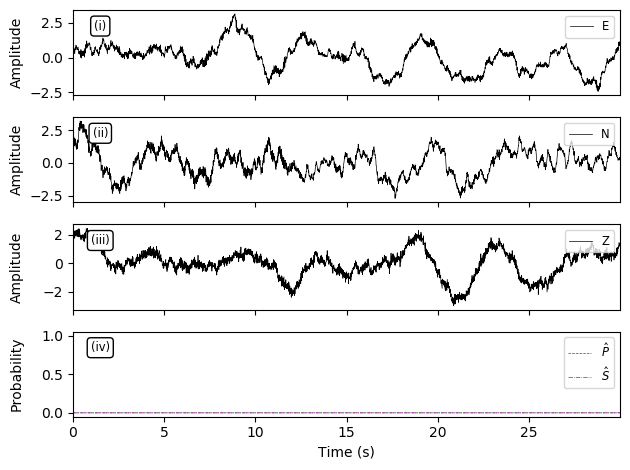 Amplitude
2.5
0.0
−2.5
(i)
E
Amplitude
2.5
0.0
−2.5
(ii)
N
Amplitude
2
0
−2
(iii)
Z
Probability
1.0
0.5
0.0
(iv)
P̂
Ŝ
0 5 10 15 20 25
Time (s)